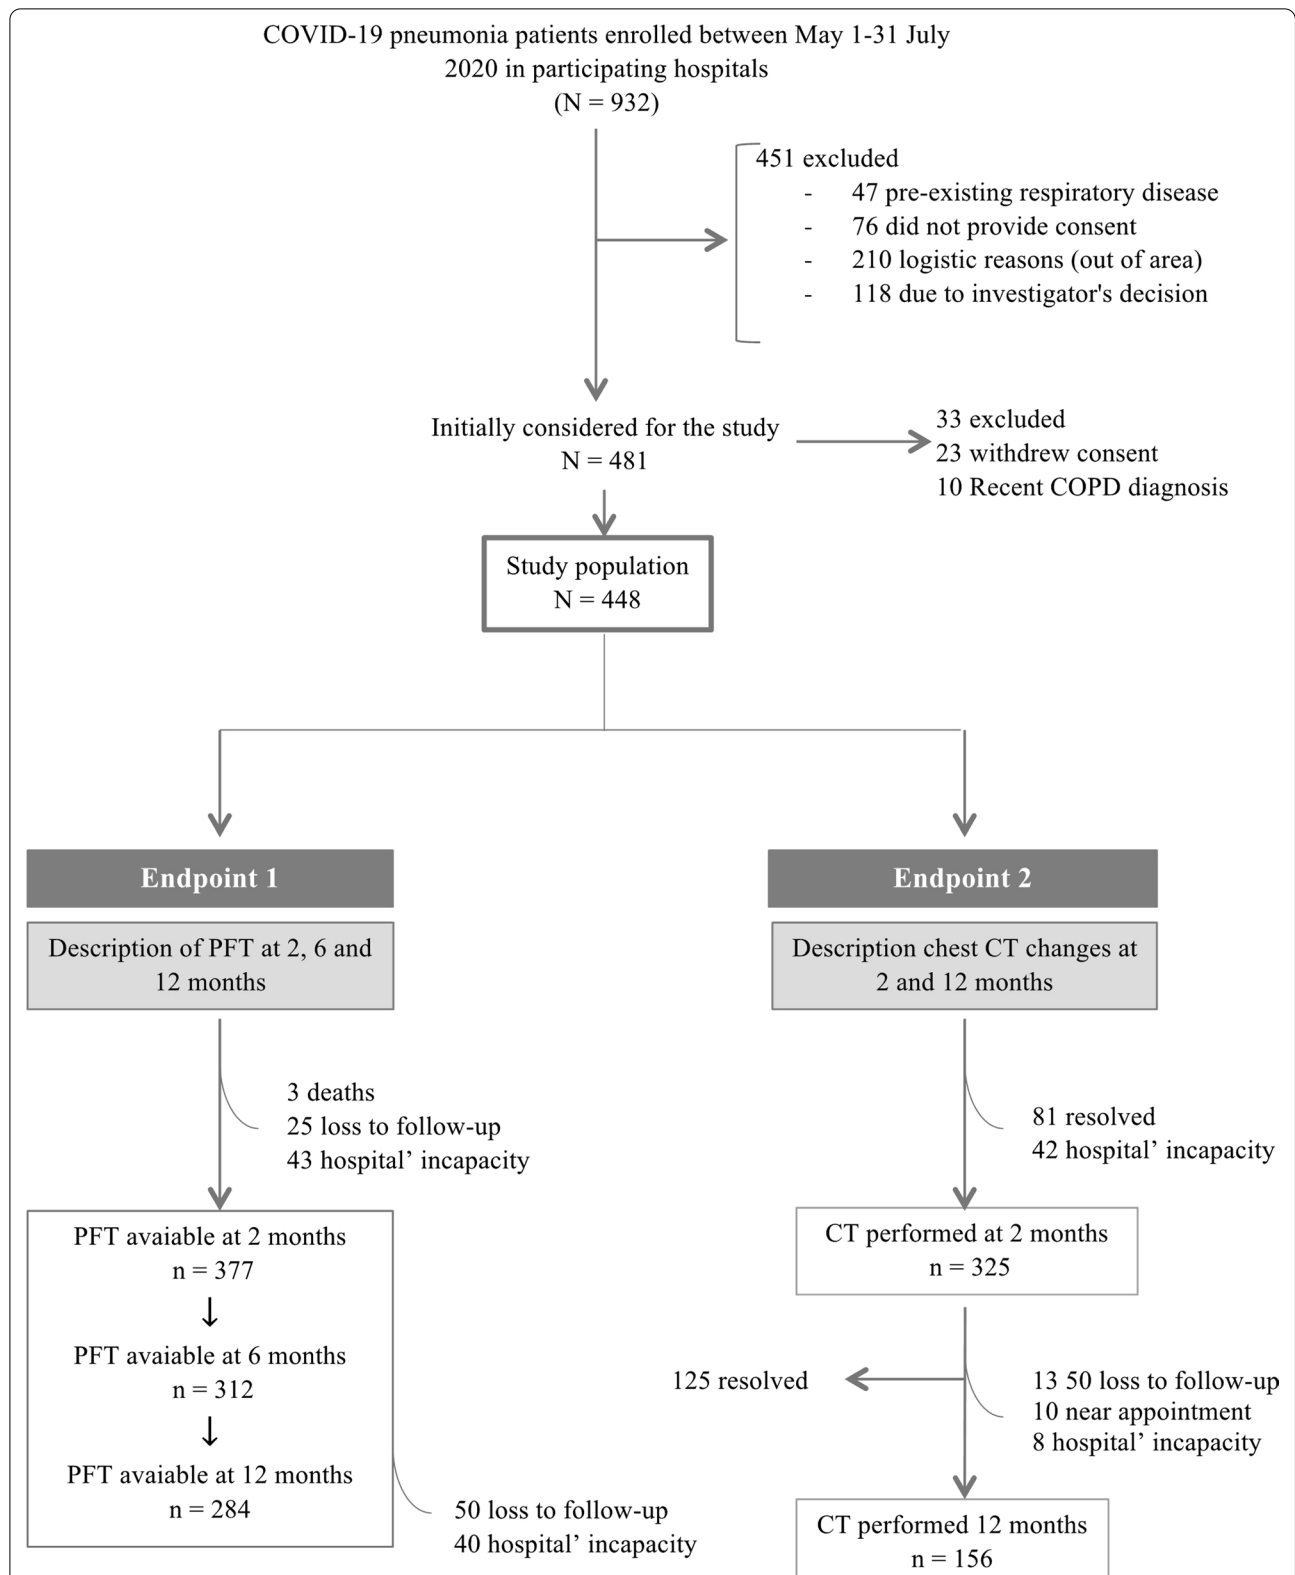 COVID-19 pneumonia patients enrolled between May 1-31 July
2020 in participating hospitals
(N = 932)
451 excluded
- 47 pre-existing respiratory disease
- 76 did not provide consent
- 210 logistic reasons (out of area)
- 118 due to investigator's decision
Initially considered for the study
N = 481
33 excluded
23 withdrew consent
10 Recent COPD diagnosis
Study population
N = 448
Endpoint 1
Description of PFT at 2, 6 and
12 months
3 deaths
25 loss to follow-up
43 hospital’ incapacity
PFT avaiable at 2 months
n = 377
↓
PFT avaiable at 6 months
n = 312
↓
PFT avaiable at 12 months
n = 284
50 loss to follow-up
40 hospital’ incapacity
Endpoint 2
Description chest CT changes at
2 and 12 months
81 resolved
42 hospital’ incapacity
CT performed at 2 months
n = 325
125 resolved
13 50 loss to follow-up
10 near appointment
8 hospital’ incapacity
CT performed 12 months
n = 156